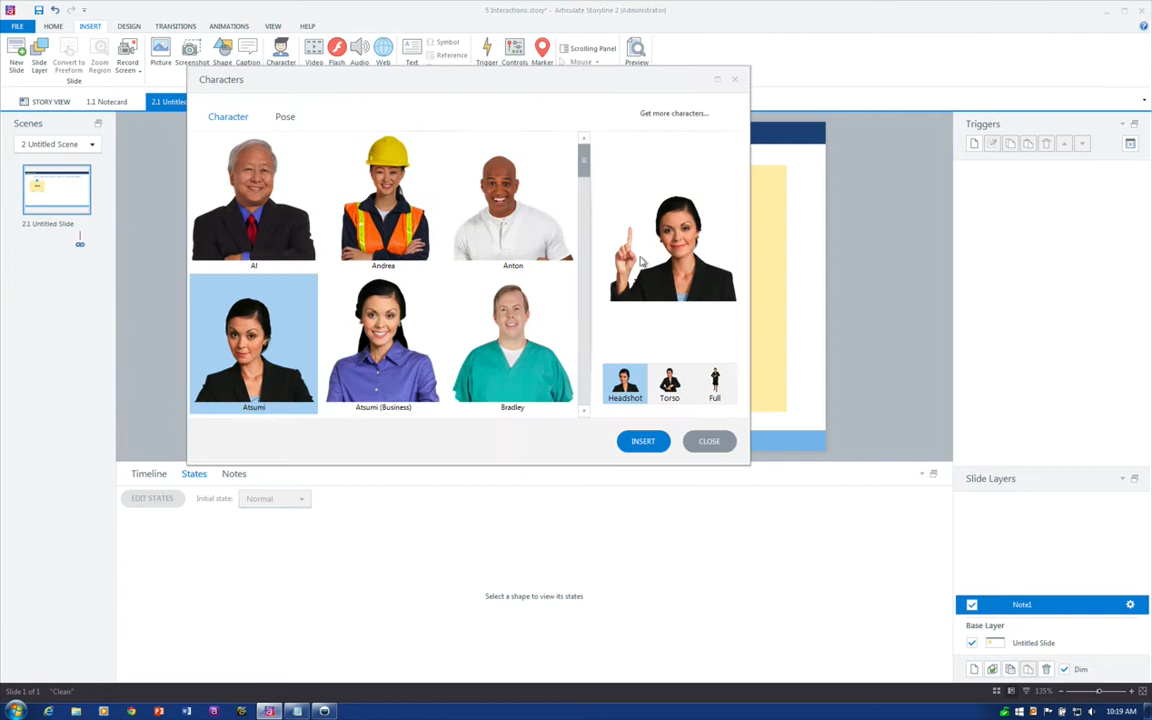 5 Interactions.story* - Articulate Storyline 2 (Administrator)
FILE HOME INSERT DESIGN TRANSITIONS ANIMATIONS VIEW HELP
New Slide
Slide Layer
Convert to Freeform
Zoom Region
Record Screen
Picture
Screenshot
Shape
Caption
Character
Video
Flash
Audio
Web
Text
Symbol
Reference
Trigger
Controls
Marker
Scrolling Panel
Mouse
Preview
Slide
STORY VIEW
1.1 Notecard
2.1 Untitled
Scenes
2 Untitled Scene
2.1 Untitled Slide
Characters
Character
Pose
Get more characters...
Al
Andrea
Anton
Atsumi
Atsumi (Business)
Bradley
Headshot
Torso
Full
INSERT
CLOSE
Triggers
Timeline
States
Notes
EDIT STATES
Initial state:
Normal
Select a shape to view its states
Slide Layers
Note1
Base Layer
Untitled Slide
Dim
Slide 1 of 1
"Clean"
135%
10:19 AM